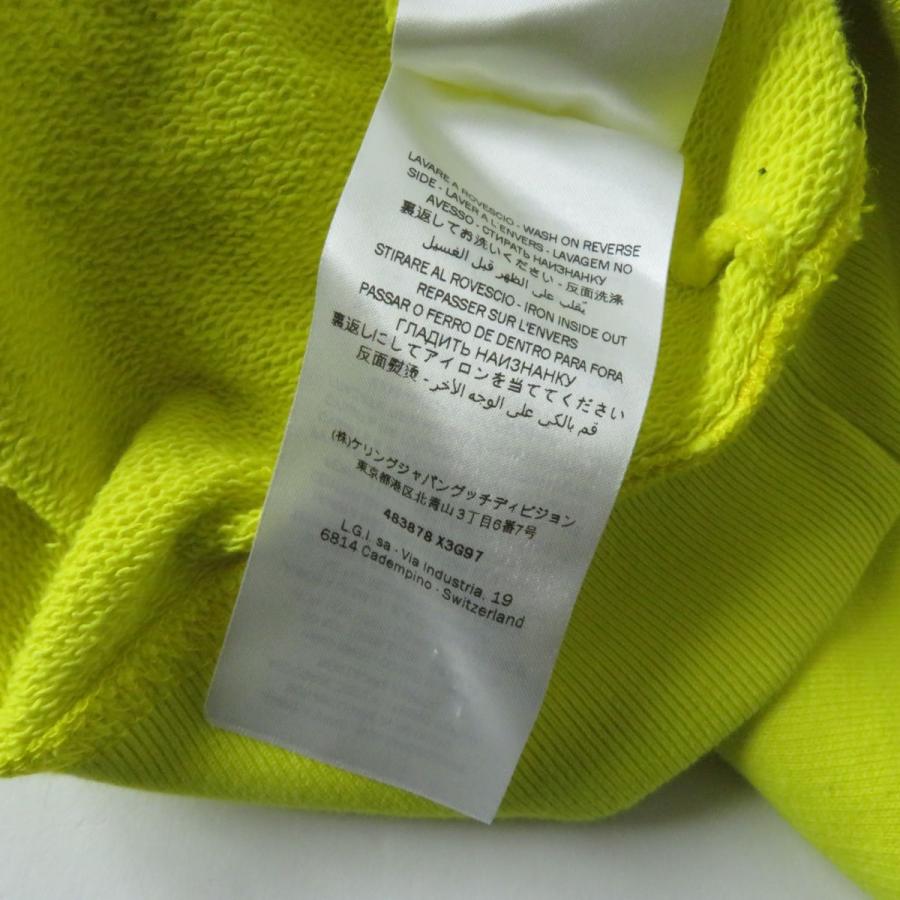 LAVARE A ROVESCIO - WASH ON REVERSE
SIDE - LAVER A L'ENVERS - LAVAGEM NO
AVESSO - СТИРАТЬ НАИЗНАНКУ
裏返してお洗いください - 反面洗涤
يقلب على الظهر قبل الغسيل
STIRARE AL ROVESCIO - IRON INSIDE OUT
REPASSER SUR L'ENVERS
PASSAR O FERRO DE DENTRO PARA FORA
ГЛАДИТЬ НАИЗНАНКУ
裏返しにしてアイロンを当ててください
反面熨烫 - قم بالكي على الوجه الآخر
(株)ケリングジャパングッチディビジョン
東京都港区北青山3丁目6番7号
483878 X3G97
L.G.I. sa - Via Industria, 19
6814 Cadempino - Switzerland